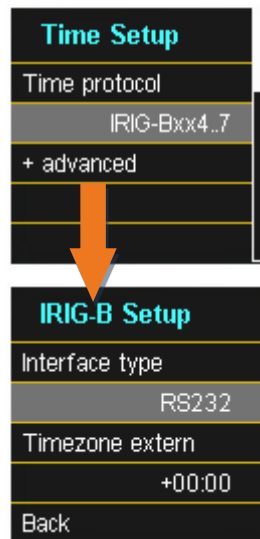 Time Setup
Time protocol
IRIG-Bxx4..7
+ advanced
IRIG-B Setup
Interface type
RS232
Timezone extern
+00:00
Back